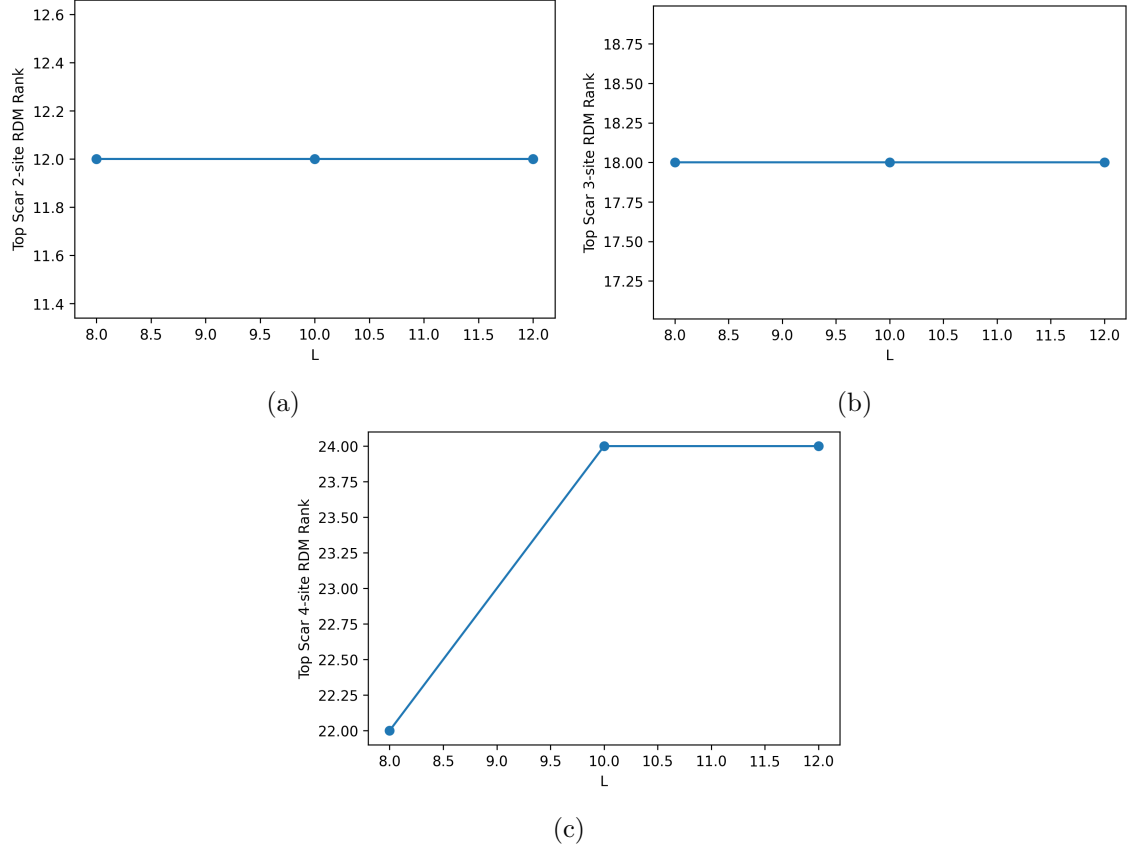 12.6
12.4
12.2
12.0
11.8
11.6
11.4
Top Scar 2-site RDM Rank
8.0 8.5 9.0 9.5 10.0 10.5 11.0 11.5 12.0
L
(a)
18.75
18.50
18.25
18.00
17.75
17.50
17.25
Top Scar 3-site RDM Rank
8.0 8.5 9.0 9.5 10.0 10.5 11.0 11.5 12.0
L
(b)
24.00
23.75
23.50
23.25
23.00
22.75
22.50
22.25
22.00
Top Scar 4-site RDM Rank
8.0 8.5 9.0 9.5 10.0 10.5 11.0 11.5 12.0
L
(c)